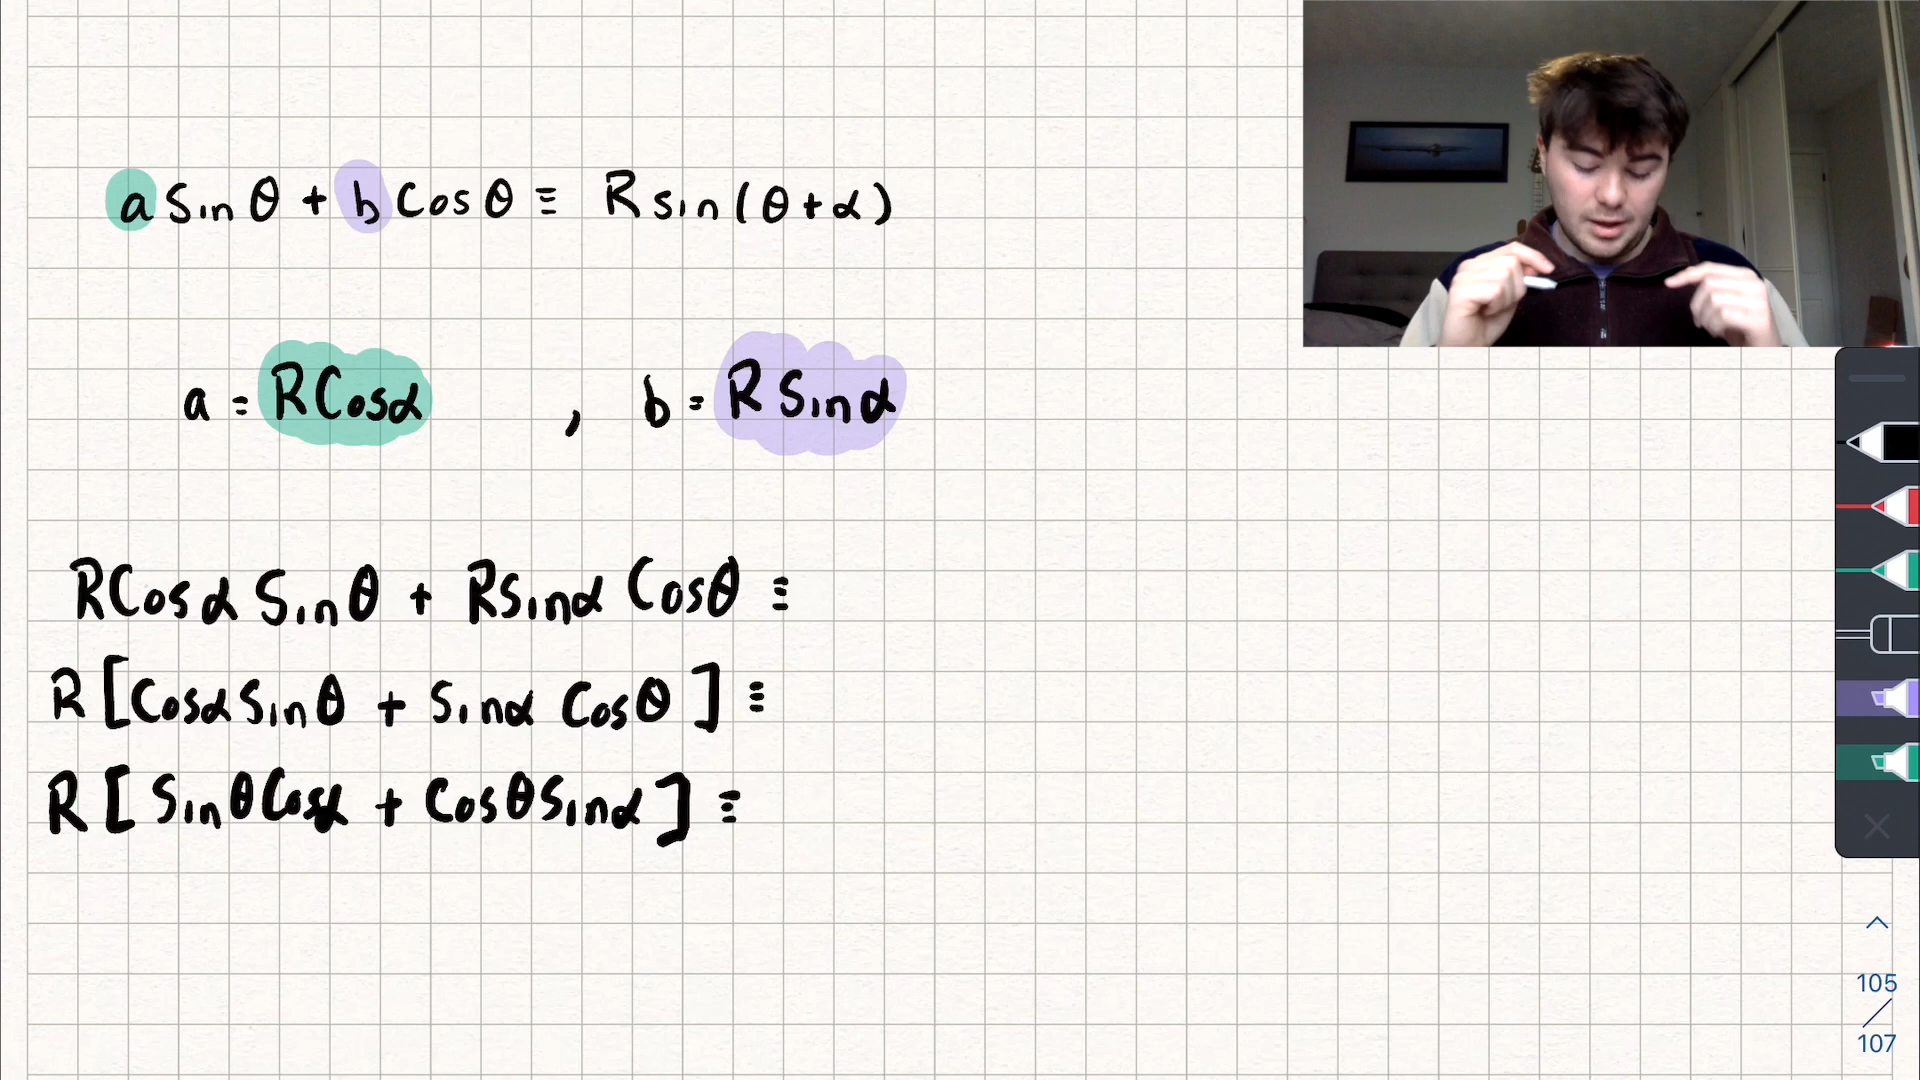 a Sin θ + b Cos θ ≡ R sin (θ + α)
a = R Cos α , b = R Sin α
R Cos α Sin θ + R Sin α Cos θ ≡
R [Cos α Sin θ + Sin α Cos θ] ≡
R [Sin θ Cos α + Cos θ Sin α] ≡
105
/
107